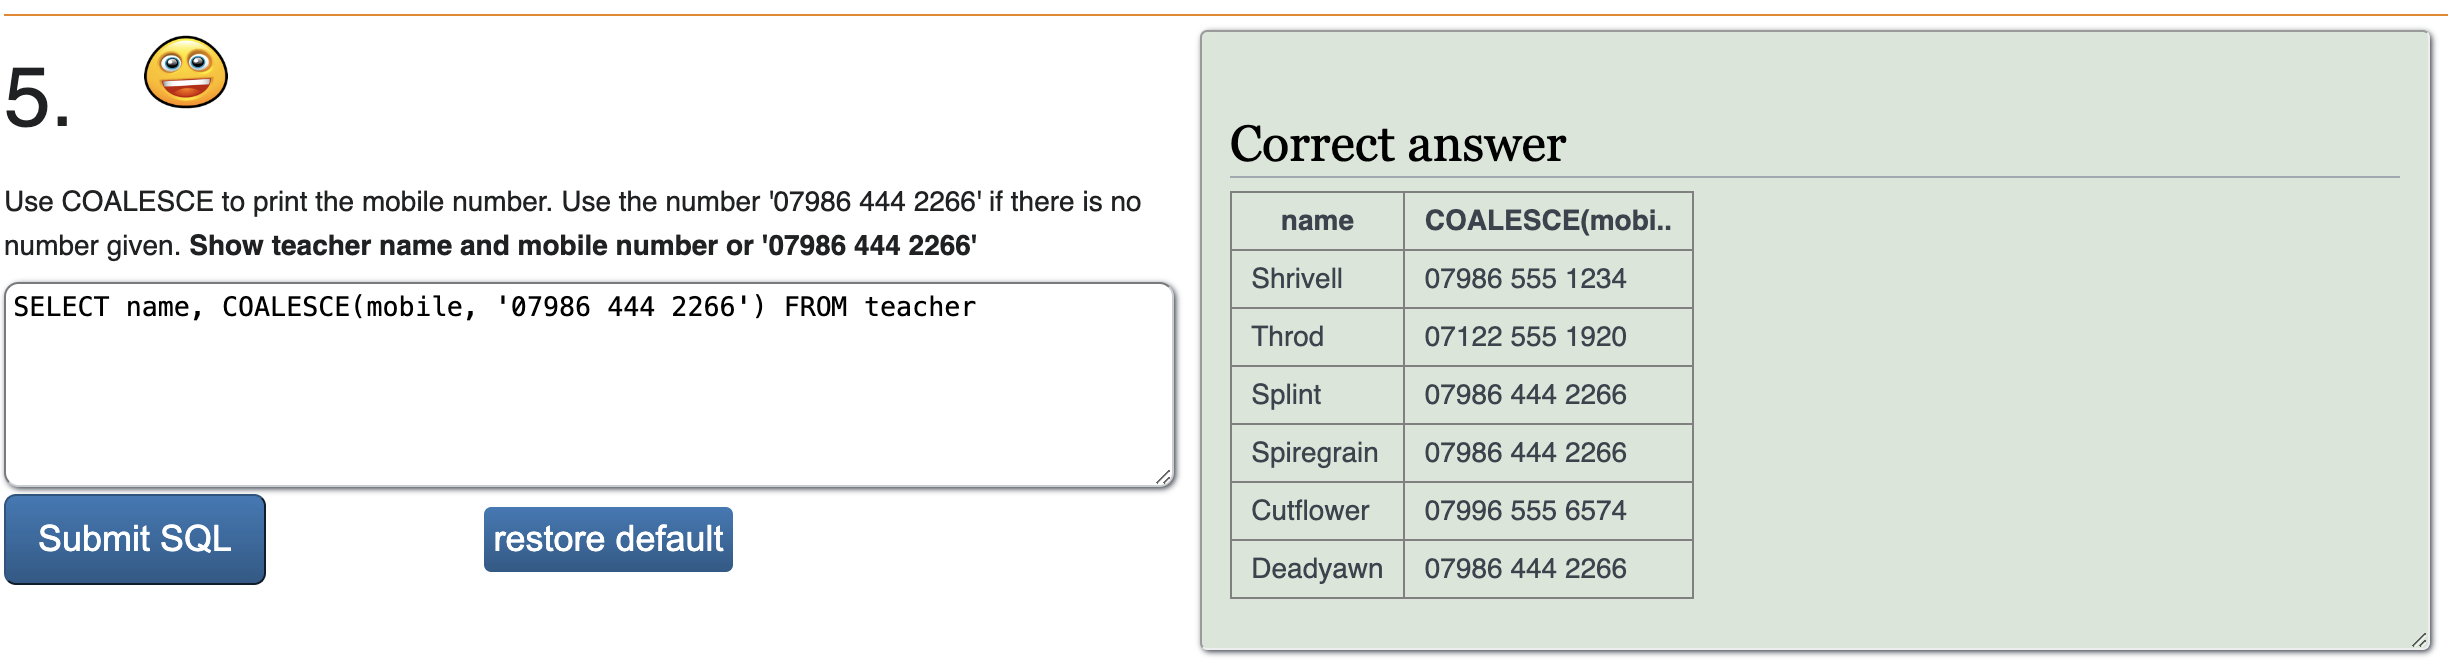 5.
Use COALESCE to print the mobile number. Use the number '07986 444 2266' if there is no
number given. Show teacher name and mobile number or '07986 444 2266'
SELECT name, COALESCE(mobile, '07986 444 2266') FROM teacher
Submit SQL
restore default
Correct answer
name COALESCE(mobi..
Shrivell 07986 555 1234
Throd 07122 555 1920
Splint 07986 444 2266
Spiregrain 07986 444 2266
Cutflower 07996 555 6574
Deadyawn 07986 444 2266